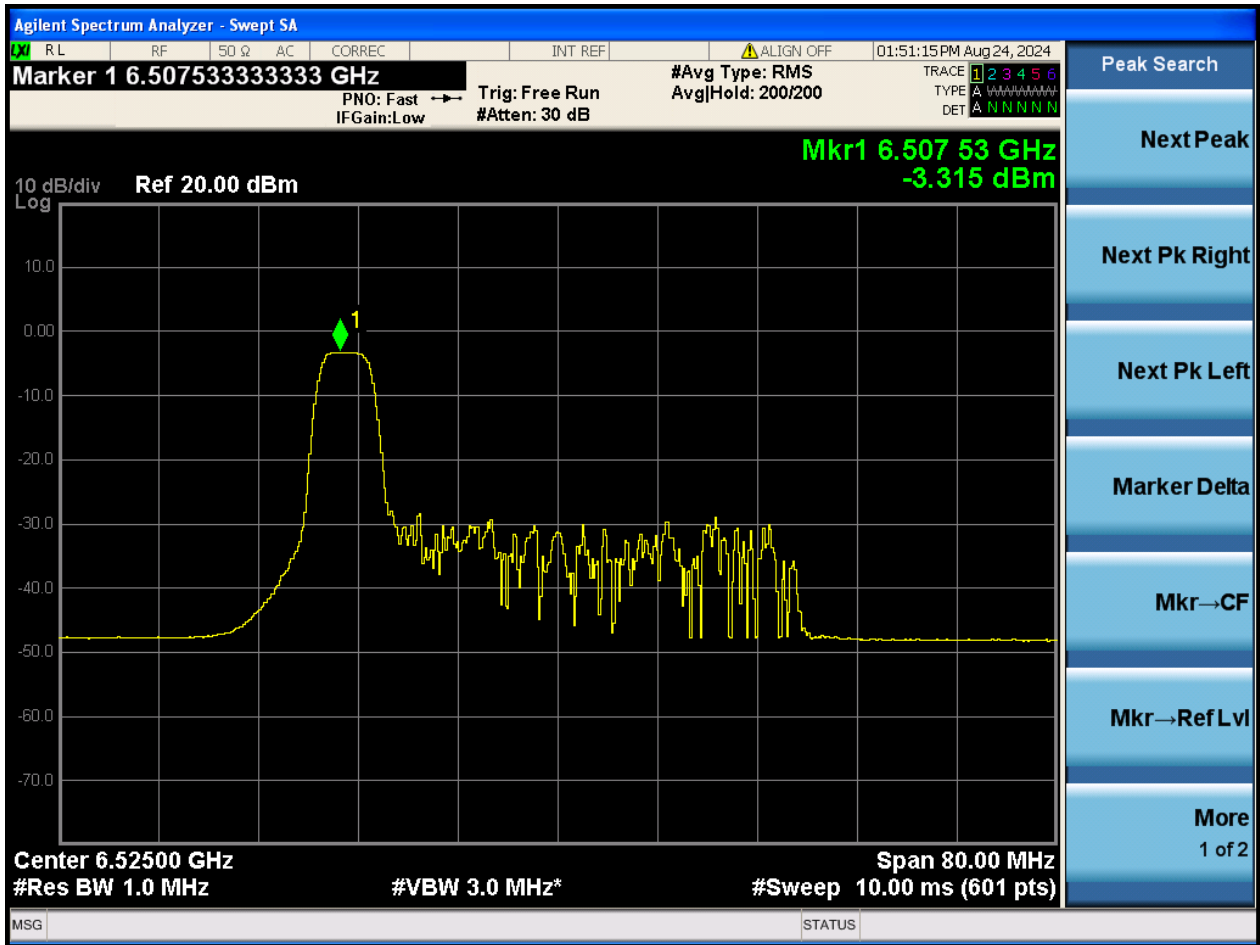 Agilent Spectrum Analyzer - Swept SA
LXI RL RF 50 Ω AC CORREC INT REF ALIGN OFF 01:51:15 PM Aug 24, 2024
Marker 1 6.507533333333 GHz
PNO: Fast
IFGain:Low
Trig: Free Run
#Atten: 30 dB
#Avg Type: RMS
Avg|Hold: 200/200
TRACE 1 2 3 4 5 6
TYPE A WWWWW
DET A N N N N N
Mkr1 6.507 53 GHz
-3.315 dBm
10 dB/div Ref 20.00 dBm
Log
10.0
0.00
1
-10.0
-20.0
-30.0
-40.0
-50.0
-60.0
-70.0
Center 6.52500 GHz Span 80.00 MHz
#Res BW 1.0 MHz #VBW 3.0 MHz* #Sweep 10.00 ms (601 pts)
MSG STATUS
Peak Search
Next Peak
Next Pk Right
Next Pk Left
Marker Delta
Mkr→CF
Mkr→Ref Lvl
More
1 of 2